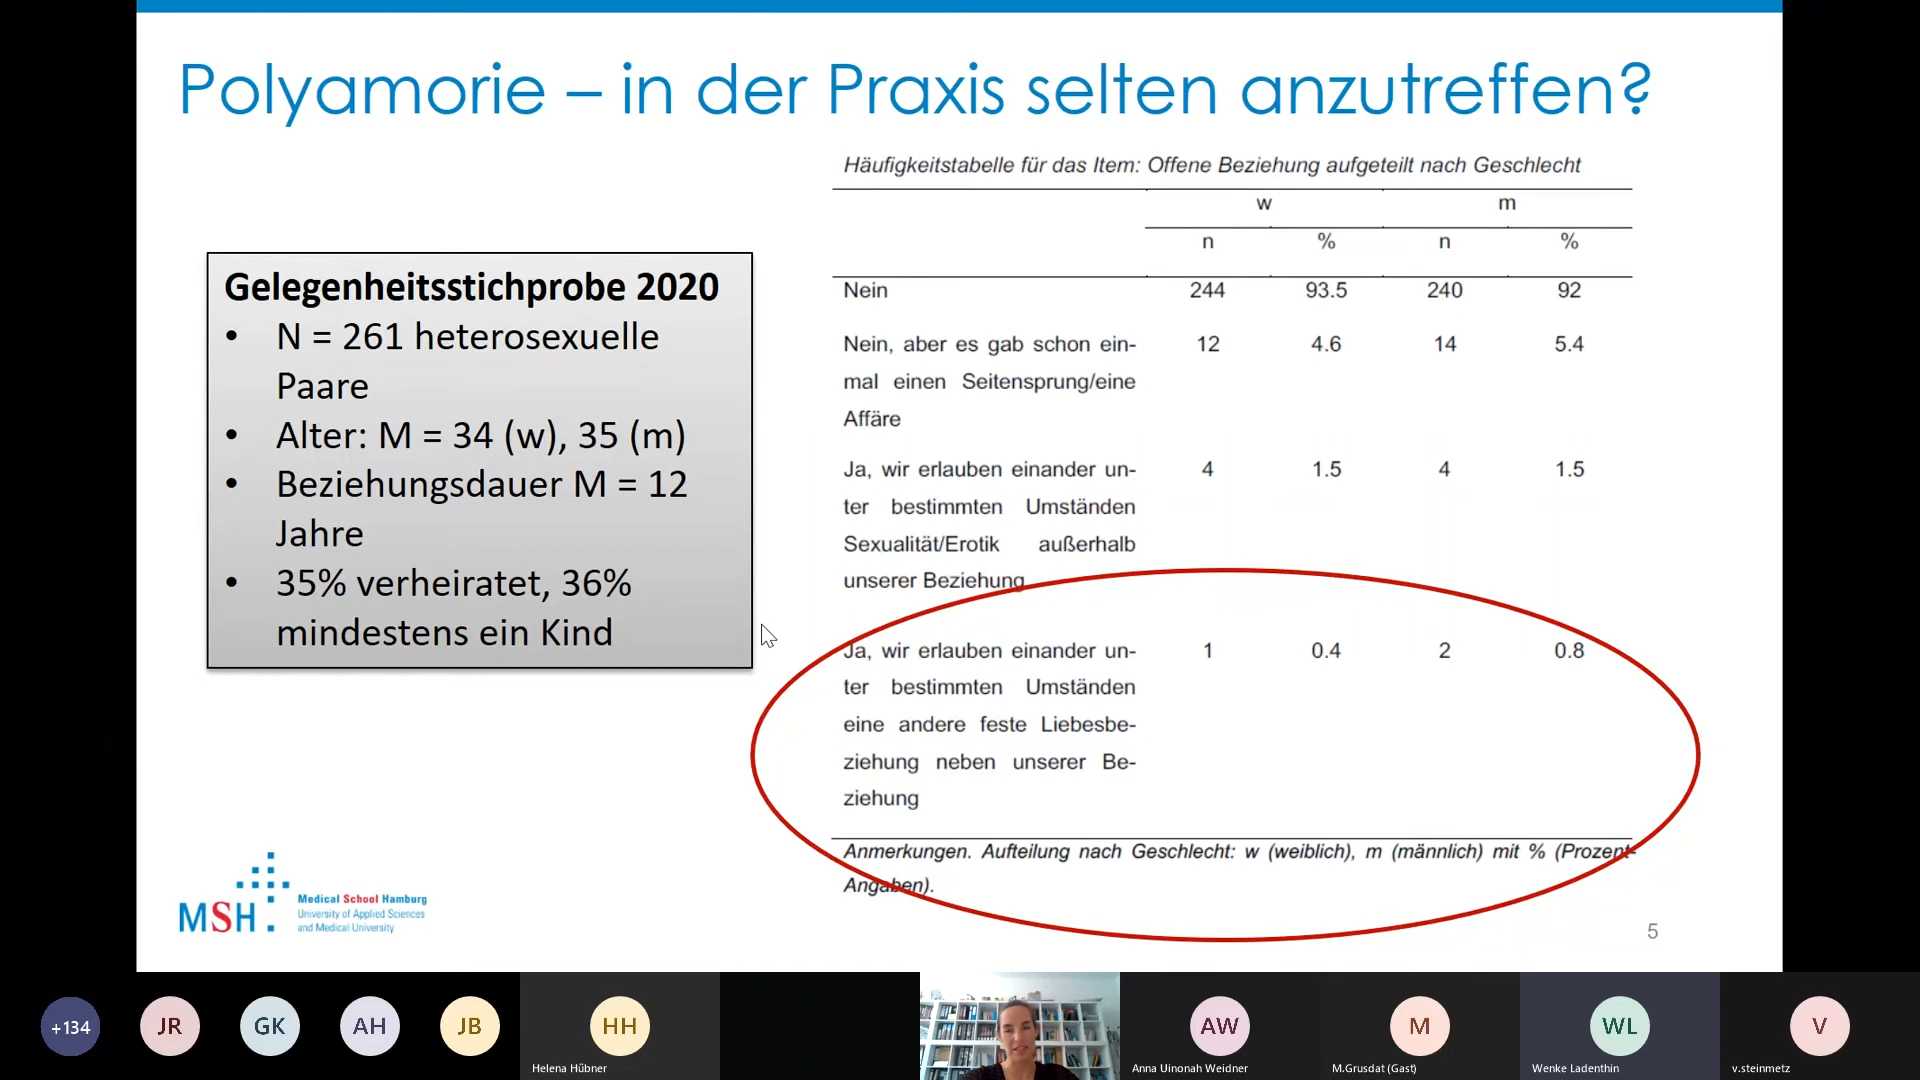 Polyamorie – in der Praxis selten anzutreffen?
Gelegenheitsstichprobe 2020
• N = 261 heterosexuelle
Paare
• Alter: M = 34 (w), 35 (m)
• Beziehungsdauer M = 12
Jahre
• 35% verheiratet, 36%
mindestens ein Kind
Häufigkeitstabelle für das Item: Offene Beziehung aufgeteilt nach Geschlecht
w m
n % n %
Nein 244 93.5 240 92
Nein, aber es gab schon ein- 12 4.6 14 5.4
mal einen Seitensprung/eine
Affäre
Ja, wir erlauben einander un- 4 1.5 4 1.5
ter bestimmten Umständen
Sexualität/Erotik außerhalb
unserer Beziehung
Ja, wir erlauben einander un- 1 0.4 2 0.8
ter bestimmten Umständen
eine andere feste Liebesbe-
ziehung neben unserer Be-
ziehung
Anmerkungen. Aufteilung nach Geschlecht: w (weiblich), m (männlich) mit % (Prozent-
Angaben).
MSH
Medical School Hamburg
University of Applied Sciences
and Medical University
5
+134 JR GK AH JB HH AW M WL V
Helena Hübner Anna Uinonah Weidner M.Grusdat (Gast) Wenke Ladenthin v.steinmetz